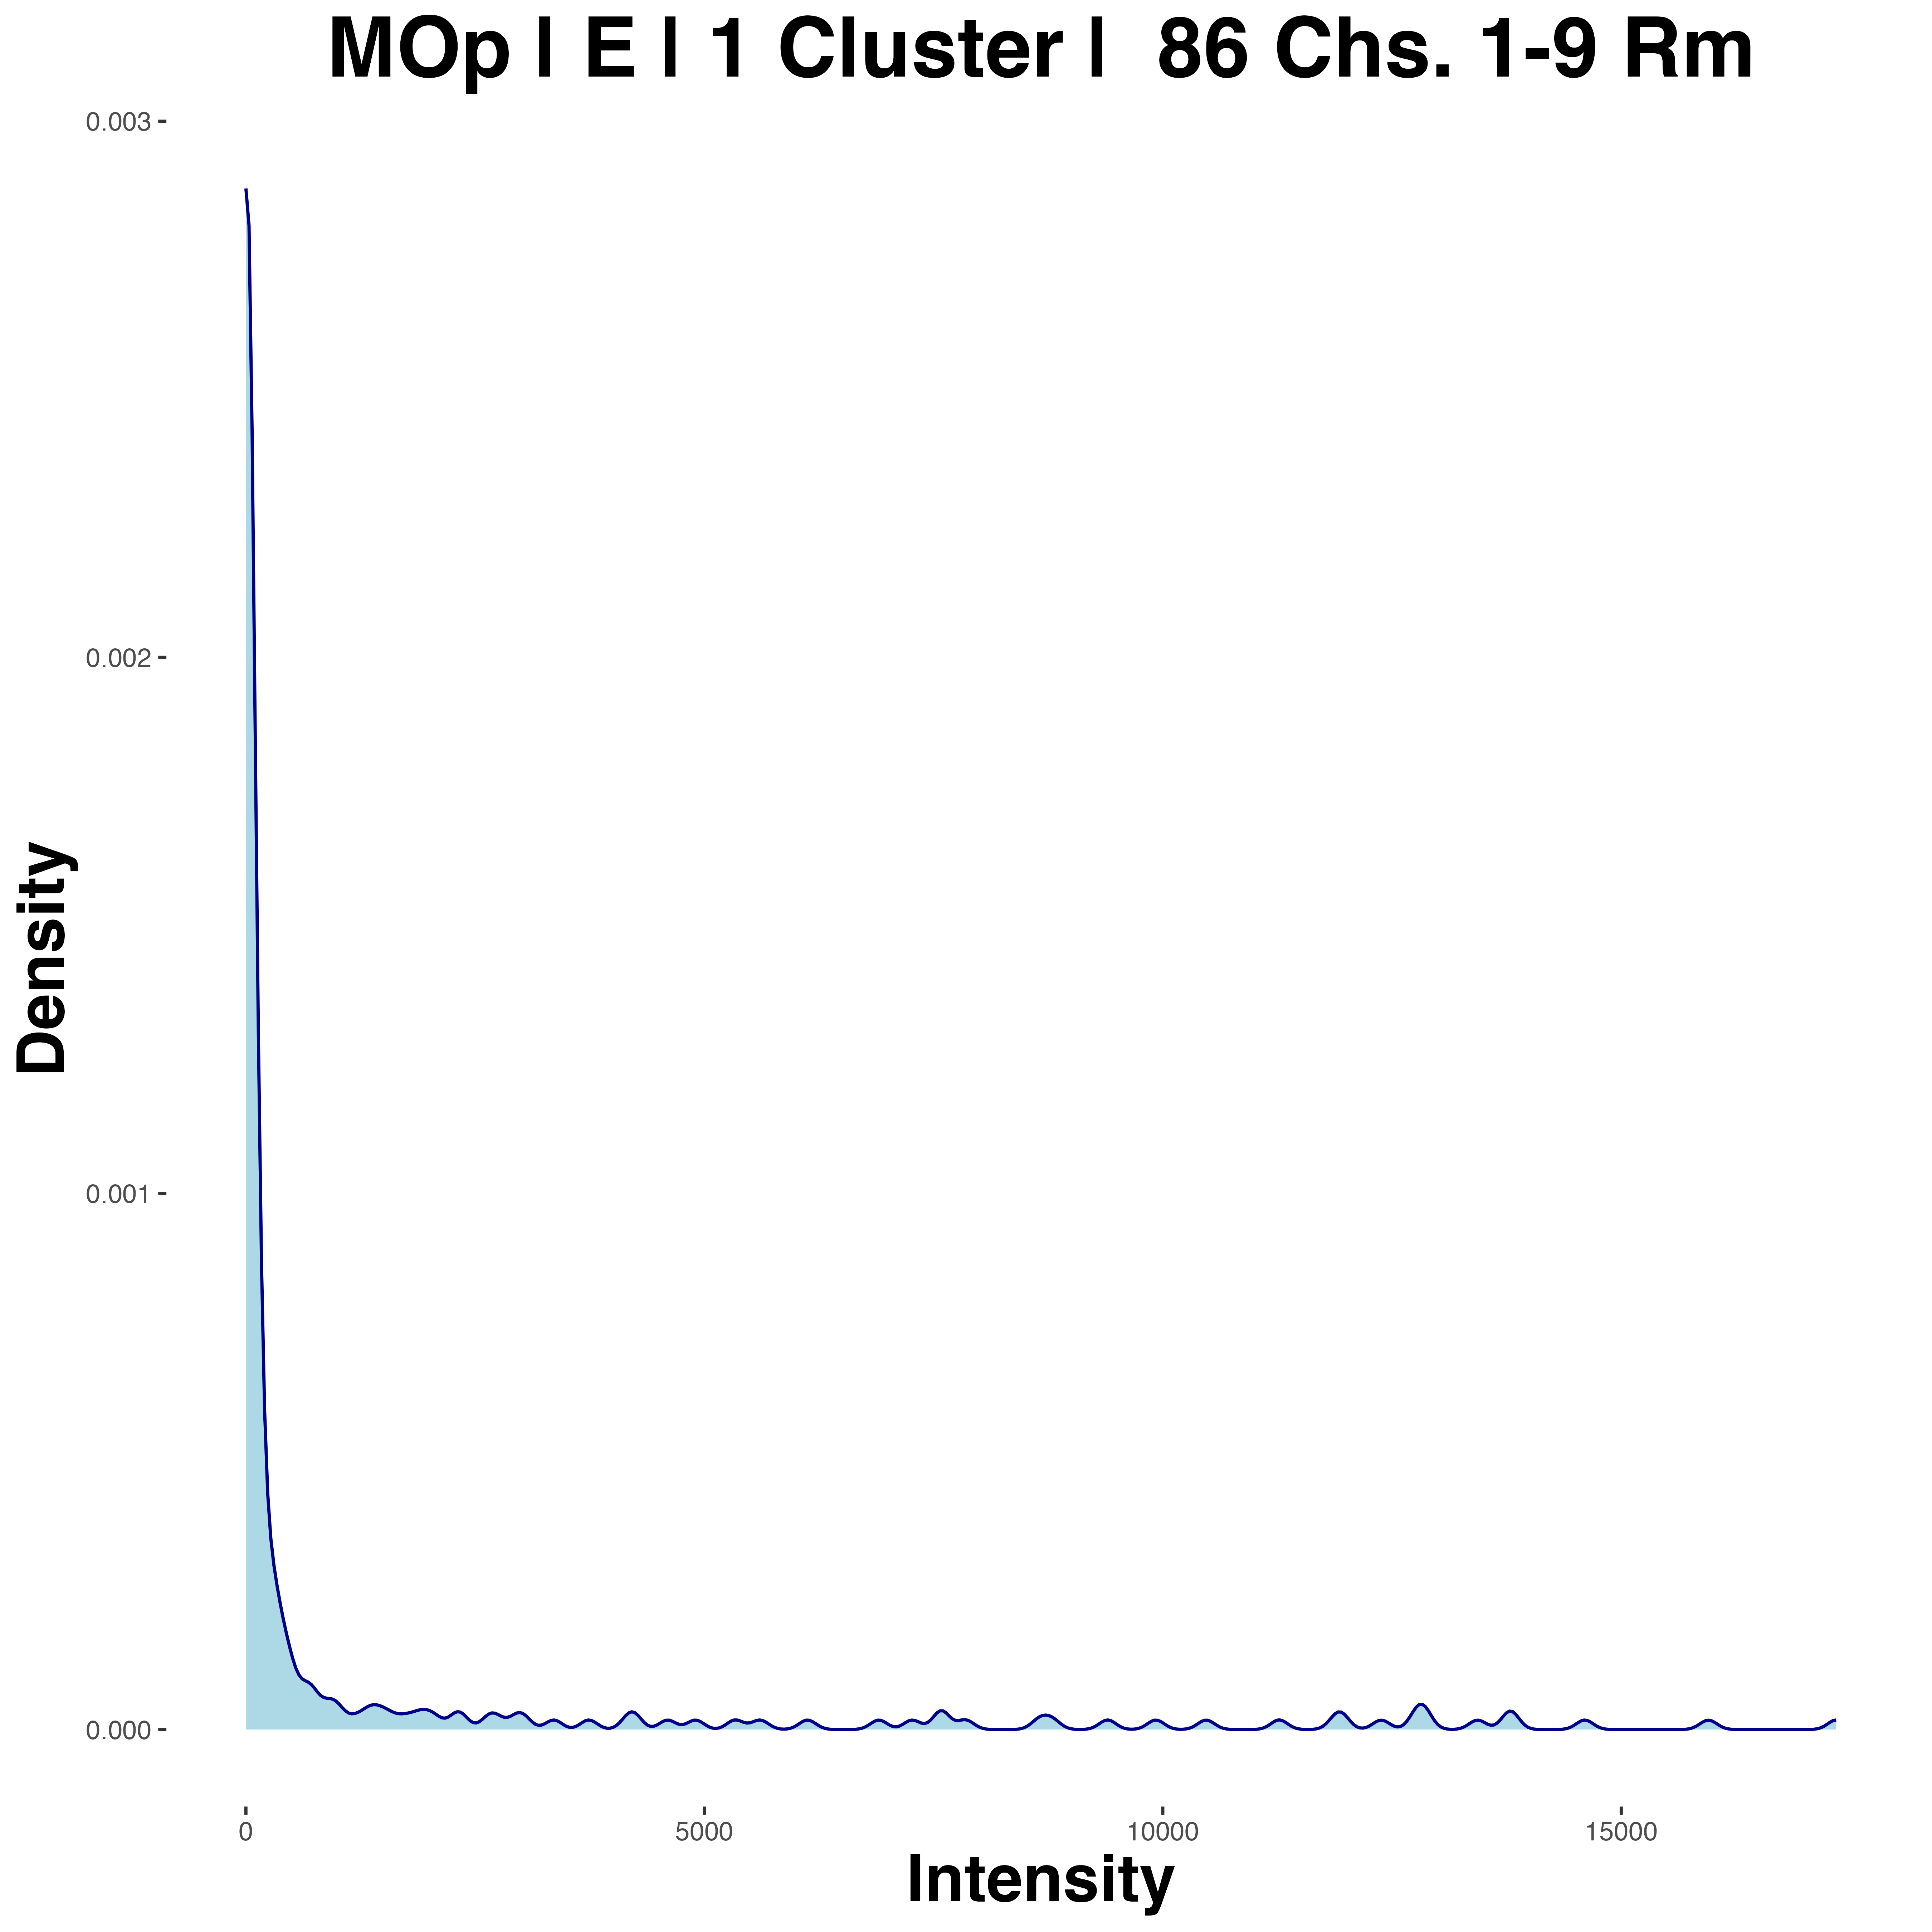 MOp | E | 1 Cluster | 86 Chs. 1-9 Rm
0.003
0.002
0.001
0.000
Density
0 5000 10000 15000
Intensity